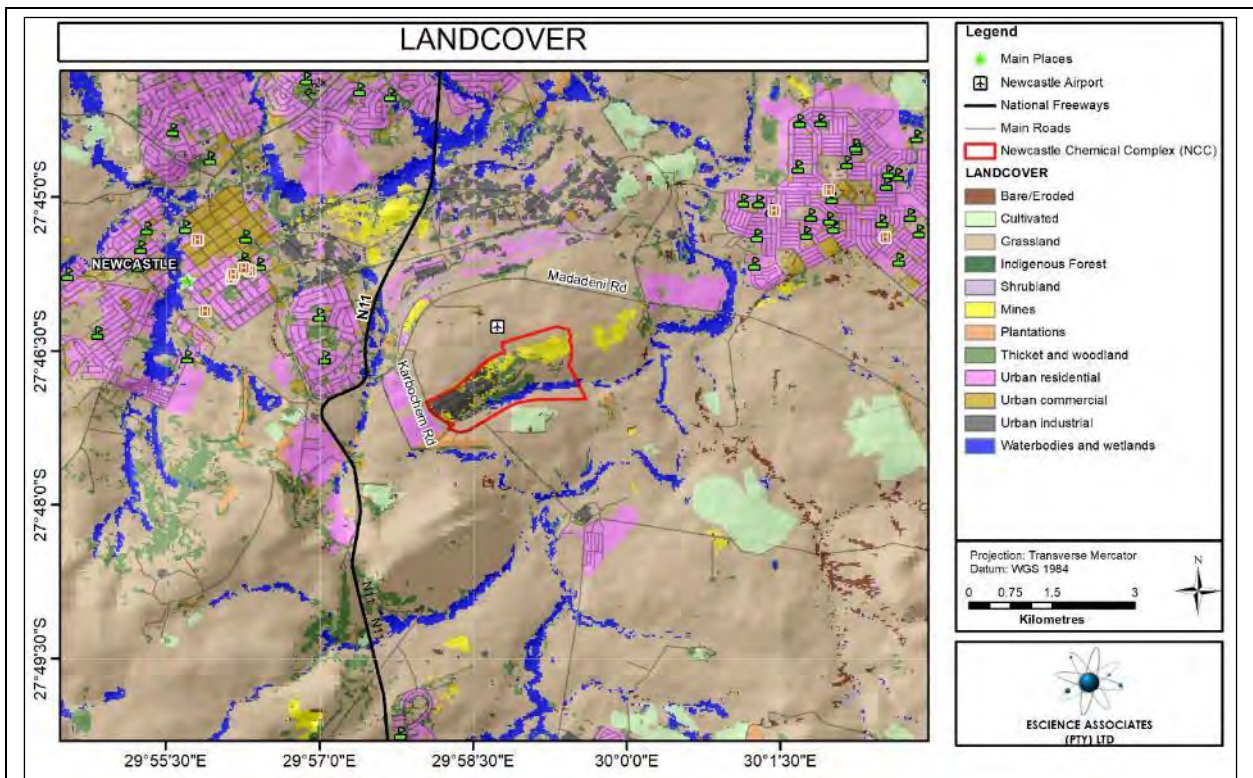 LANDCOVER
NEWCASTLE
N11
Madadeni Rd
Karbochem Rd
N11
N11
H
H
H
H
H
H
H
27°45'0"S
27°46'30"S
27°48'0"S
27°49'30"S
29°55'30"E
29°57'0"E
29°58'30"E
30°0'0"E
30°1'30"E
Legend
Main Places
Newcastle Airport
National Freeways
Main Roads
Newcastle Chemical Complex (NCC)
LANDCOVER
Bare/Eroded
Cultivated
Grassland
Indigenous Forest
Shrubland
Mines
Plantations
Thicket and woodland
Urban residential
Urban commercial
Urban industrial
Waterbodies and wetlands
Projection: Transverse Mercator
Datum: WGS 1984
0 0.75 1.5 3
Kilometres
N
ESCIENCE ASSOCIATES
(PTY) LTD